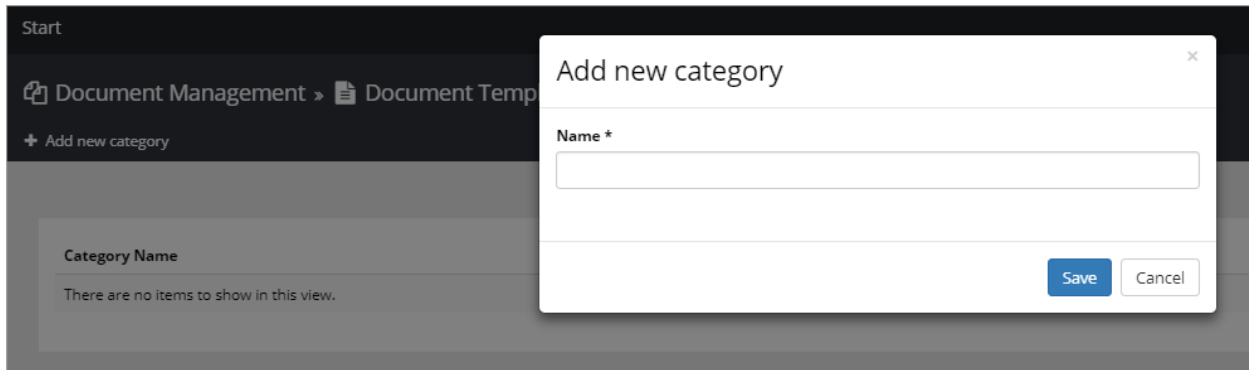 Start
Document Management » Document Temp
+ Add new category
Category Name
There are no items to show in this view.
Add new category
×
Name *
Save Cancel